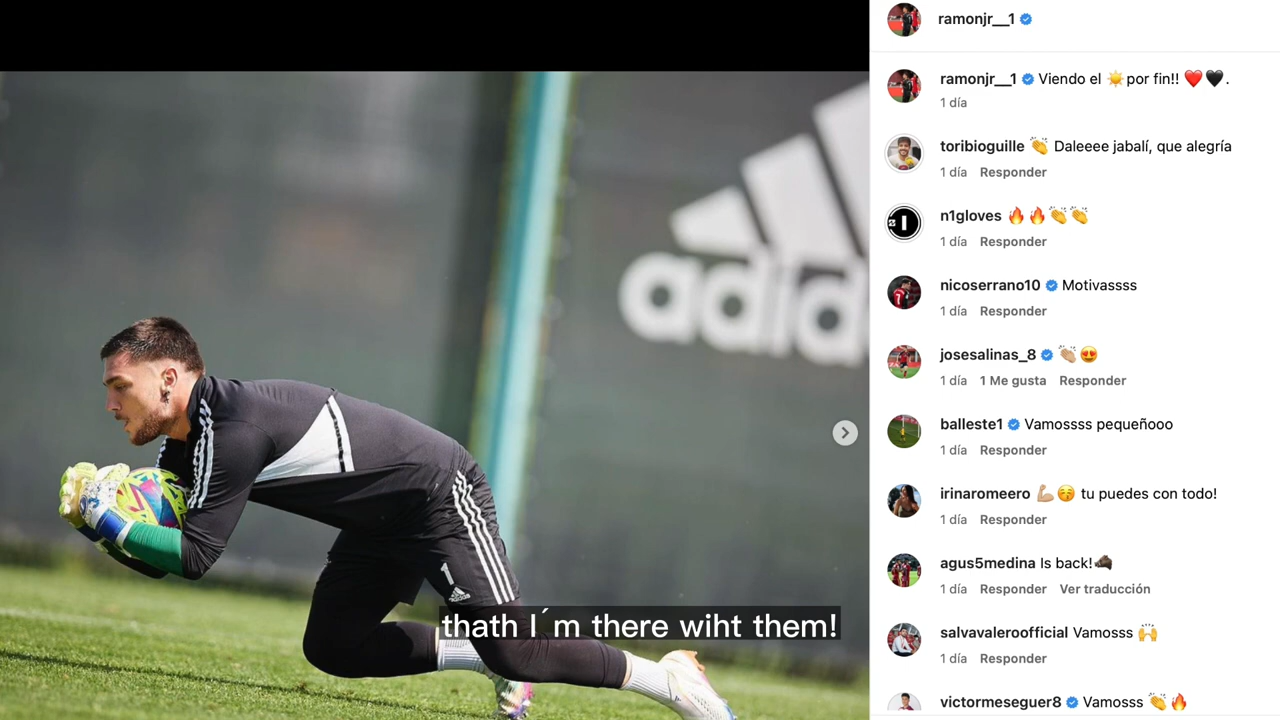 adid
1
thath I´m there wiht them!
ramonjr__1
ramonjr__1 Viendo el ☀️por fin!! ❤️🖤.
1 día
toribioguille 👏 Daleeee jabalí, que alegría
1 día Responder
n1gloves 🔥🔥👏👏
1 día Responder
nicoserrano10 Motivassss
1 día Responder
josesalinas_8 👏🏼😍
1 día 1 Me gusta Responder
balleste1 Vamossss pequeñooo
1 día Responder
irinaromeero 💪🏼😚 tu puedes con todo!
1 día Responder
agus5medina Is back!🐗
1 día Responder Ver traducción
salvavaleroofficial Vamosss 🙌
1 día Responder
victormeseguer8 Vamosss 👏🔥